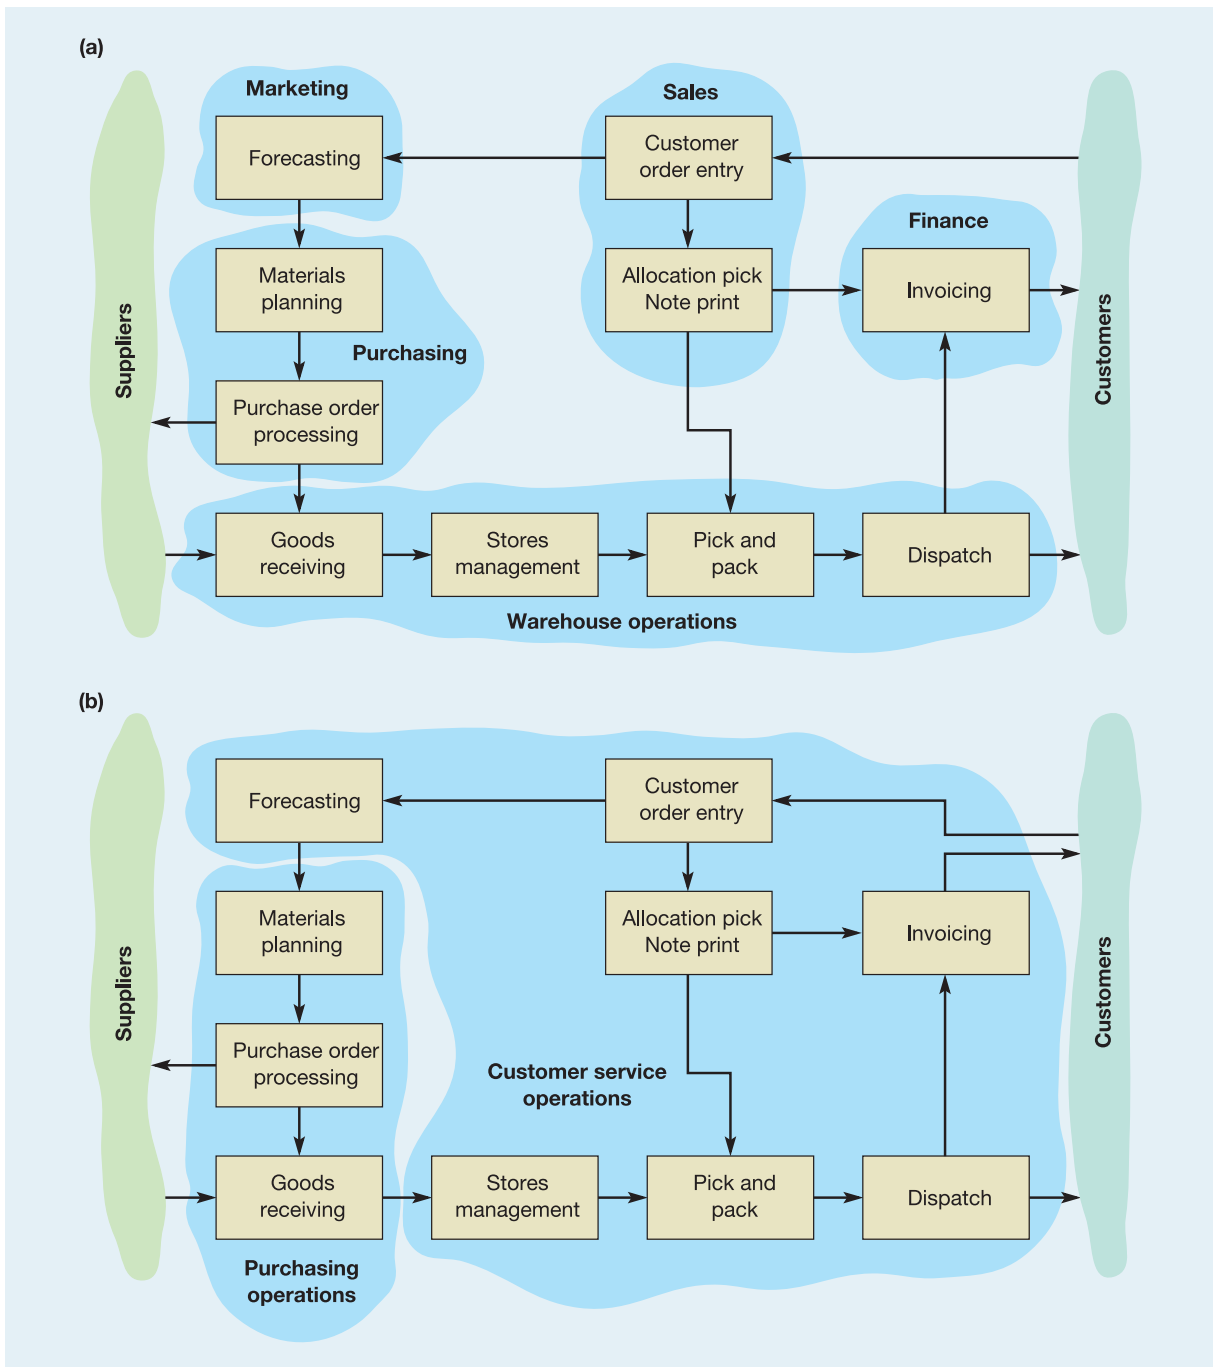 (a)
Marketing
Sales
Forecasting
Customer
order entry
Finance
Materials
planning
Allocation pick
Note print
Invoicing
Suppliers
Purchasing
Customers
Purchase order
processing
Goods
receiving
Stores
management
Pick and
pack
Dispatch
Warehouse operations
(b)
Forecasting
Customer
order entry
Materials
planning
Allocation pick
Note print
Invoicing
Suppliers
Customers
Purchase order
processing
Customer service
operations
Goods
receiving
Stores
management
Pick and
pack
Dispatch
Purchasing
operations